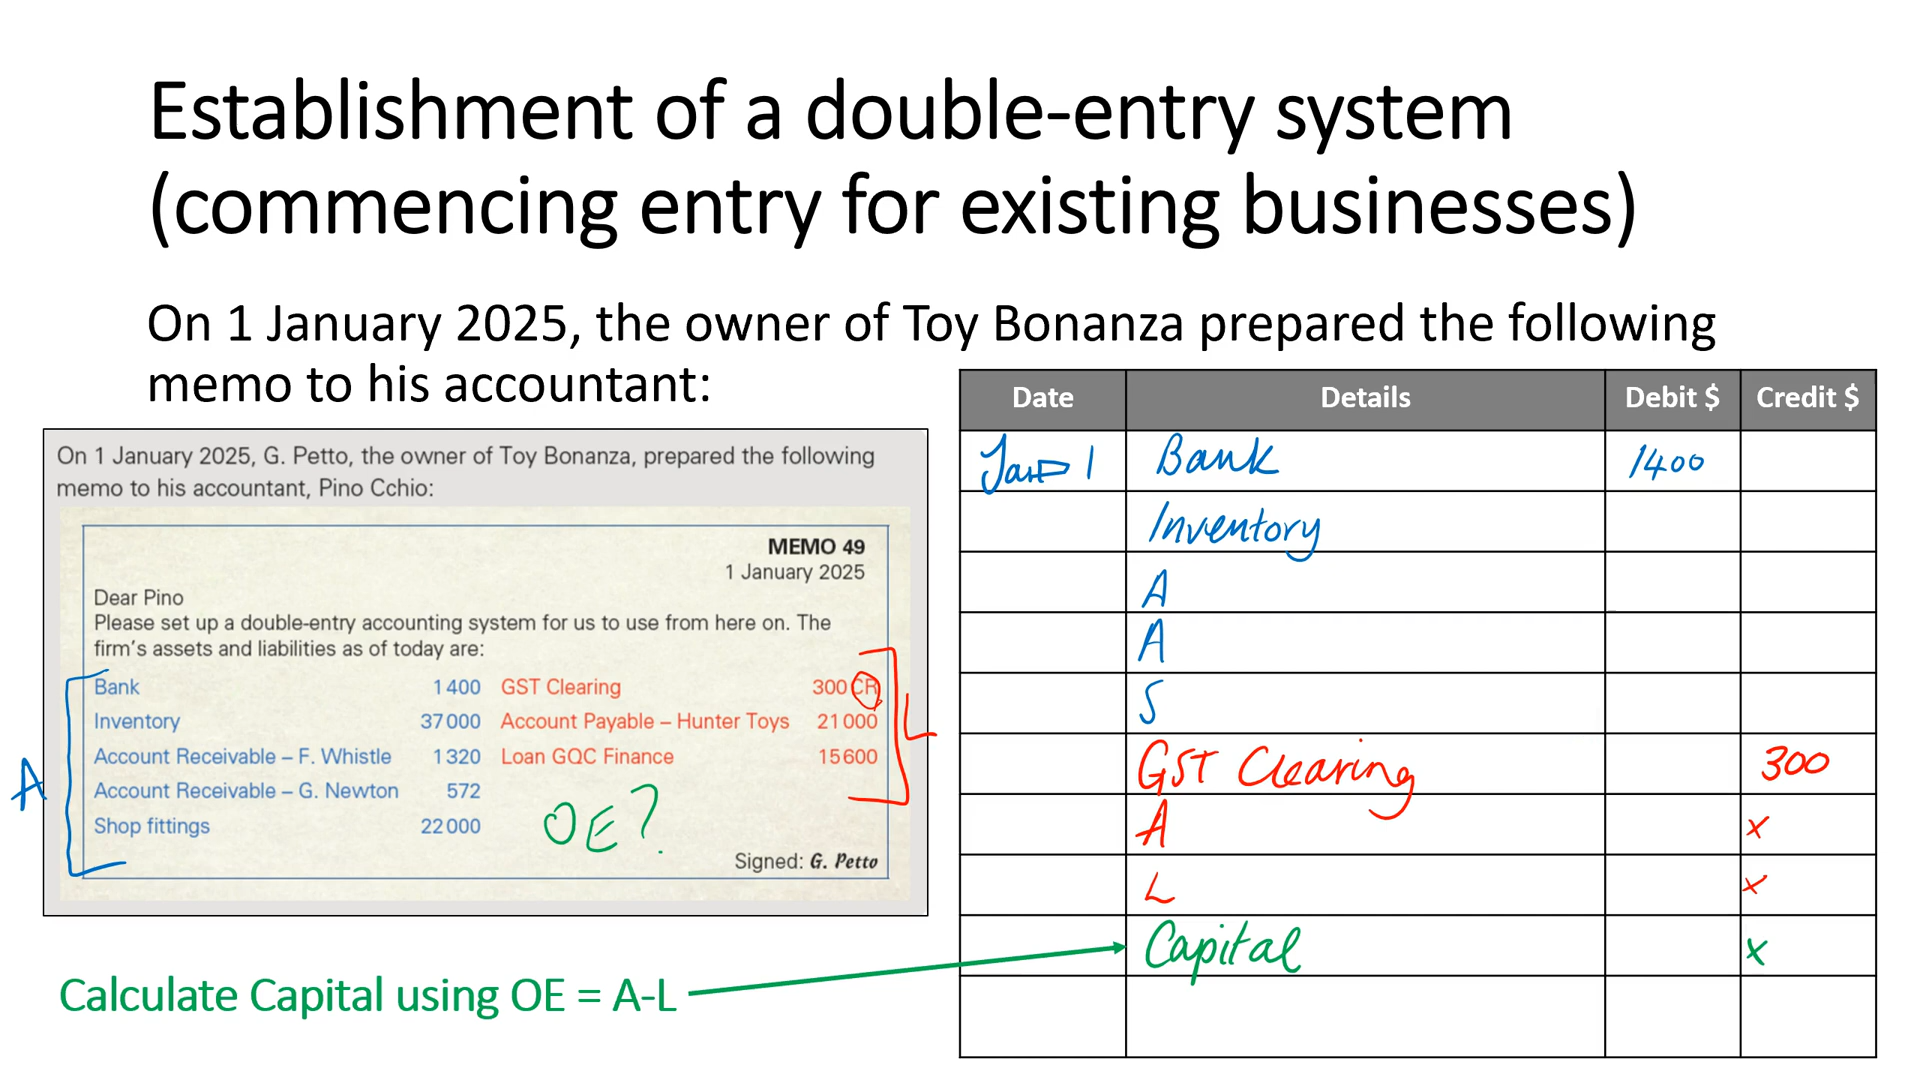 Establishment of a double-entry system
(commencing entry for existing businesses)
On 1 January 2025, the owner of Toy Bonanza prepared the following
memo to his accountant:
On 1 January 2025, G. Petto, the owner of Toy Bonanza, prepared the following
memo to his accountant, Pino Cchio:
MEMO 49
1 January 2025
Dear Pino
Please set up a double-entry accounting system for us to use from here on. The
firm's assets and liabilities as of today are:
Bank 1400 GST Clearing 300 CR
Inventory 37000 Account Payable – Hunter Toys 21000
Account Receivable – F. Whistle 1320 Loan GQC Finance 15600
Account Receivable – G. Newton 572
Shop fittings 22000
Signed: G. Petto
A
L
OE?
Calculate Capital using OE = A-L
Date Details Debit $ Credit $
Jan 1 Bank 1400
Inventory
A
A
S
GST Clearing 300
A x
L x
Capital x